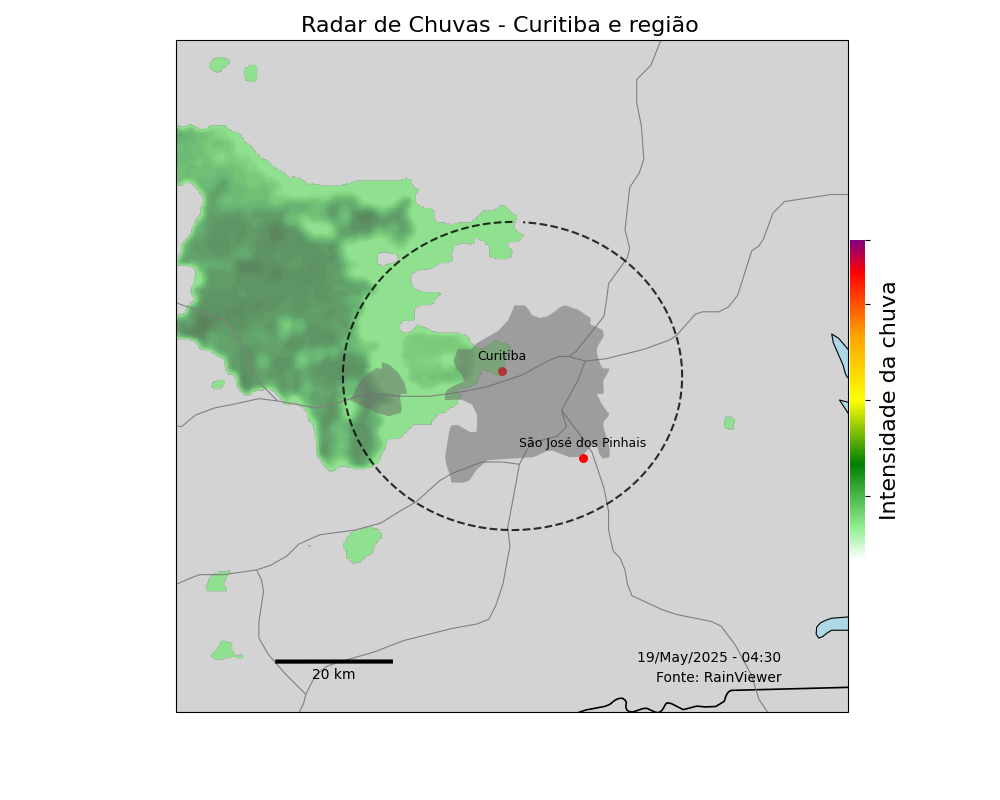 Radar de Chuvas - Curitiba e região
Curitiba
São José dos Pinhais
Intensidade da chuva
20 km
19/May/2025 - 04:30
Fonte: RainViewer